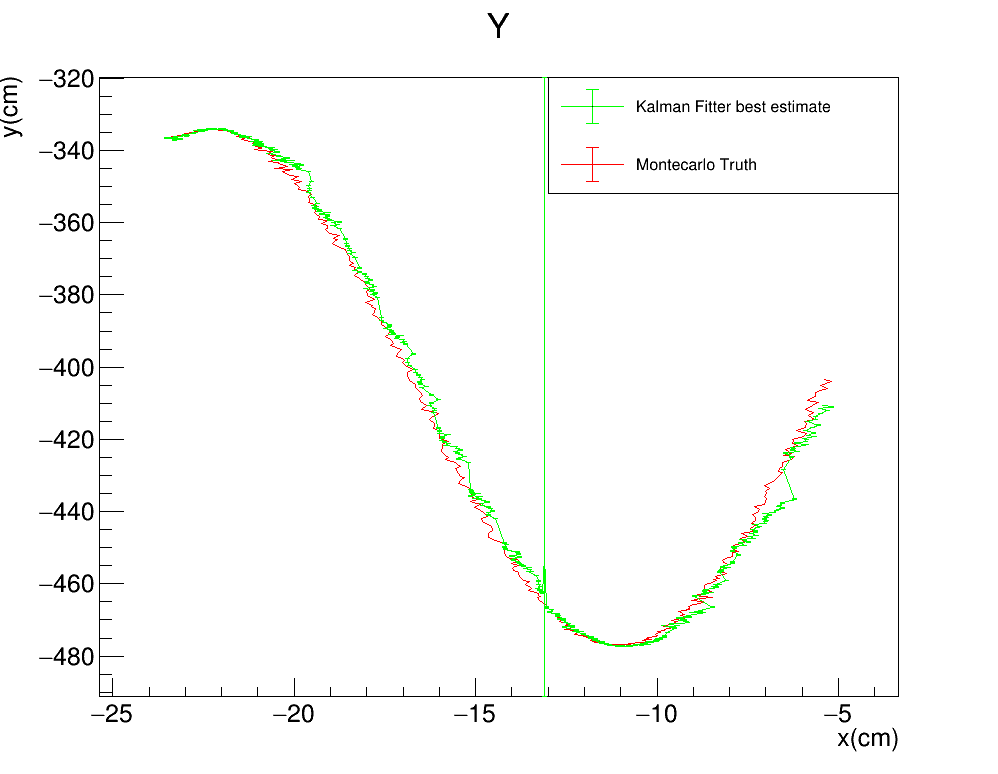 Y
y(cm)
−320
−340
−360
−380
−400
−420
−440
−460
−480
Kalman Fitter best estimate
Montecarlo Truth
−25 −20 −15 −10 −5
x(cm)